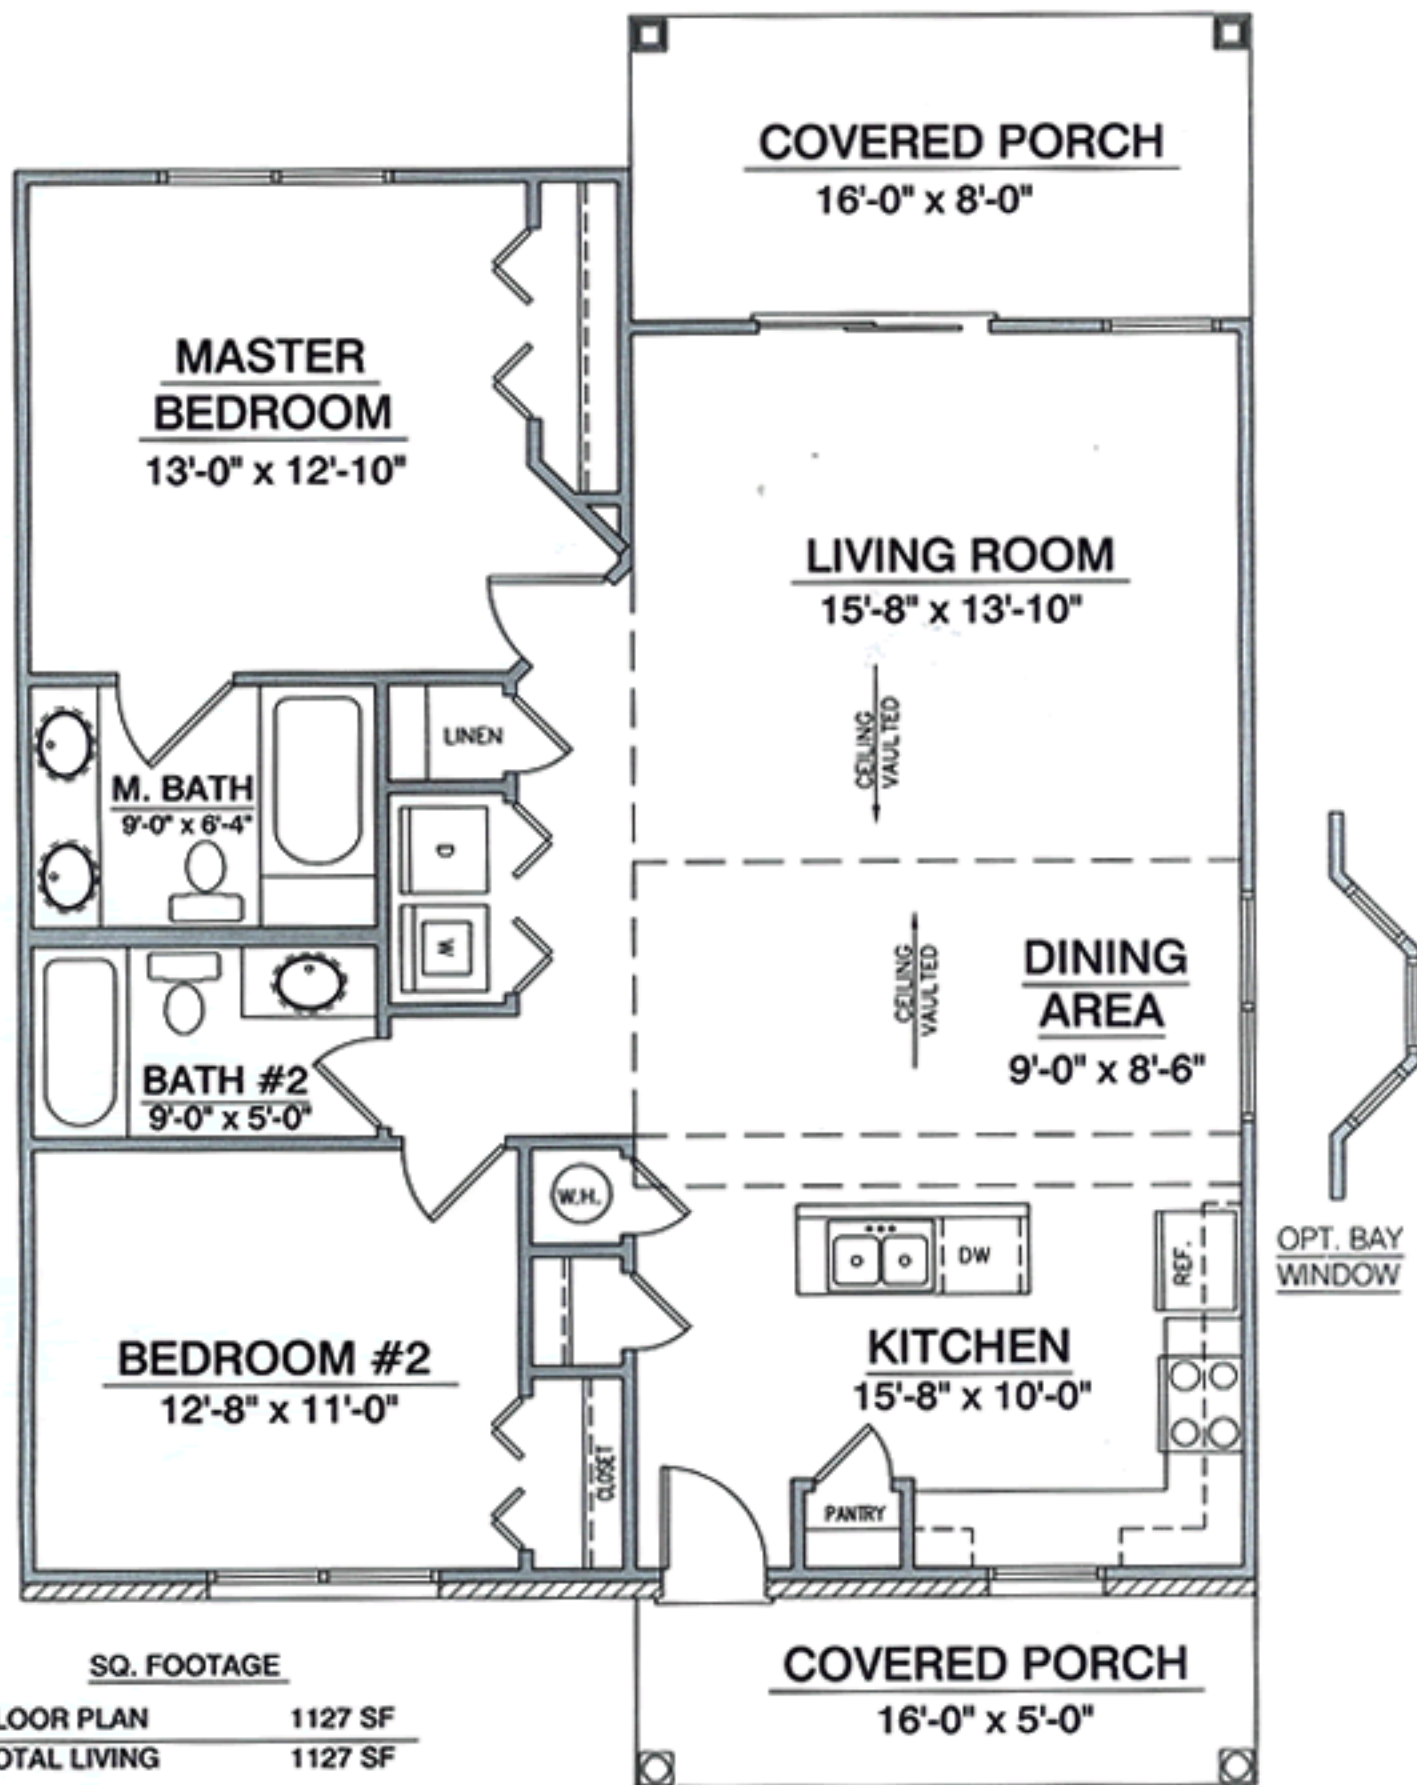 COVERED PORCH
16'-0" x 8'-0"
MASTER
BEDROOM
13'-0" x 12'-10"
LIVING ROOM
15'-8" x 13'-10"
CEILING
VAULTED
LINEN
M. BATH
9'-0" x 6'-4"
D
W
CEILING
VAULTED
DINING
AREA
9'-0" x 8'-6"
BATH #2
9'-0" x 5'-0"
W.H.
DW
REF.
OPT. BAY
WINDOW
BEDROOM #2
12'-8" x 11'-0"
KITCHEN
15'-8" x 10'-0"
CLOSET
PANTRY
COVERED PORCH
16'-0" x 5'-0"
SQ. FOOTAGE
LOOR PLAN 1127 SF
OTAL LIVING 1127 SF